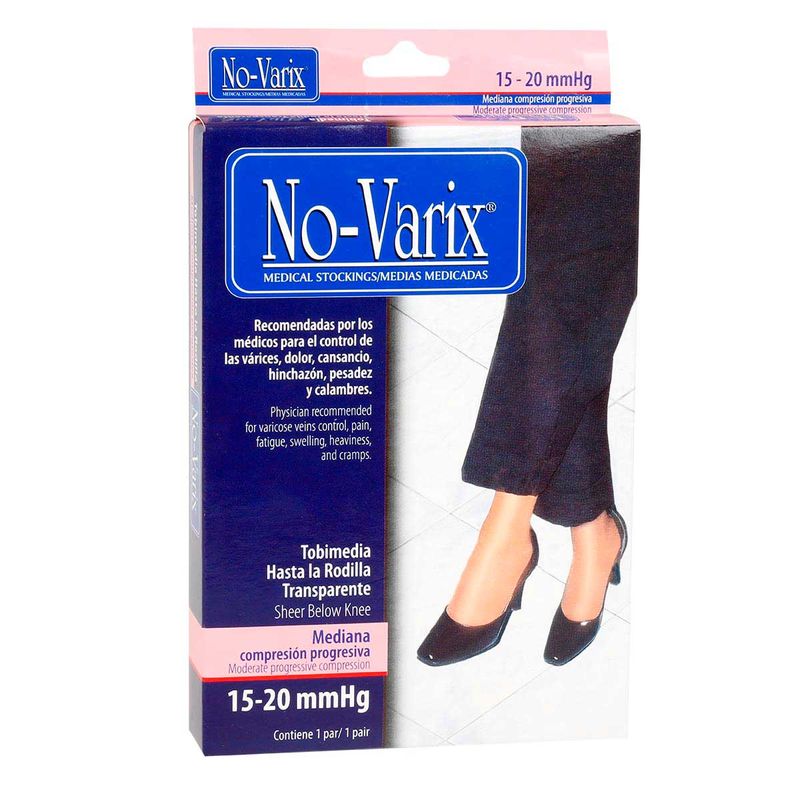 No-Varix
MEDICAL STOCKINGS/MEDIAS MEDICADAS
15 - 20 mmHg
Mediana compresión progresiva
Moderate progressive compression
No-Varix®
MEDICAL STOCKINGS/MEDIAS MEDICADAS
Recomendadas por los
médicos para el control de
las várices, dolor, cansancio,
hinchazón, pesadez
y calambres.
Physician recommended
for varicose veins control, pain,
fatigue, swelling, heaviness,
and cramps.
Tobimedia
Hasta la Rodilla
Transparente
Sheer Below Knee
Mediana
compresión progresiva
Moderate progressive compression
15-20 mmHg
Contiene 1 par/ 1 pair
No-Varix